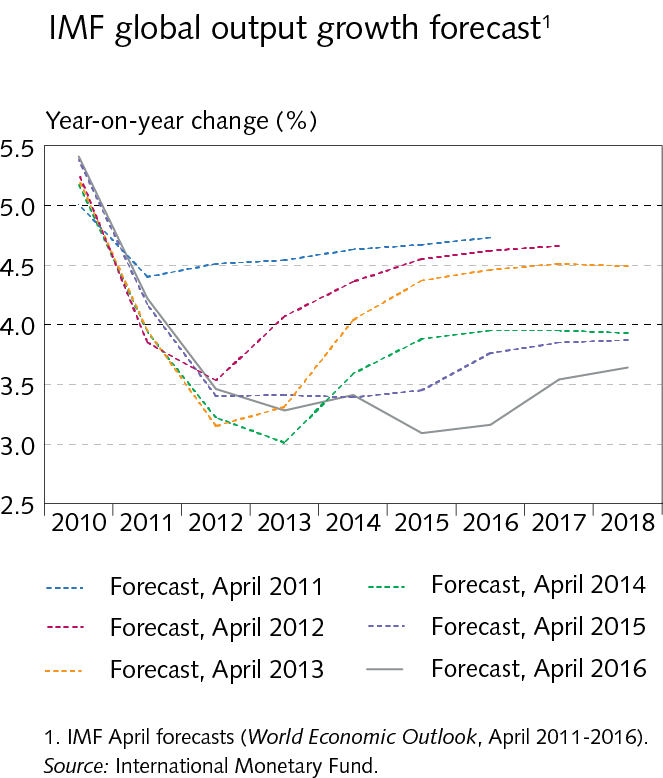 IMF global output growth forecast¹
Year-on-year change (%)
5.5
5.0
4.5
4.0
3.5
3.0
2.5
2010 2011 2012 2013 2014 2015 2016 2017 2018
Forecast, April 2011
Forecast, April 2012
Forecast, April 2013
Forecast, April 2014
Forecast, April 2015
Forecast, April 2016
1. IMF April forecasts (World Economic Outlook, April 2011-2016).
Source: International Monetary Fund.